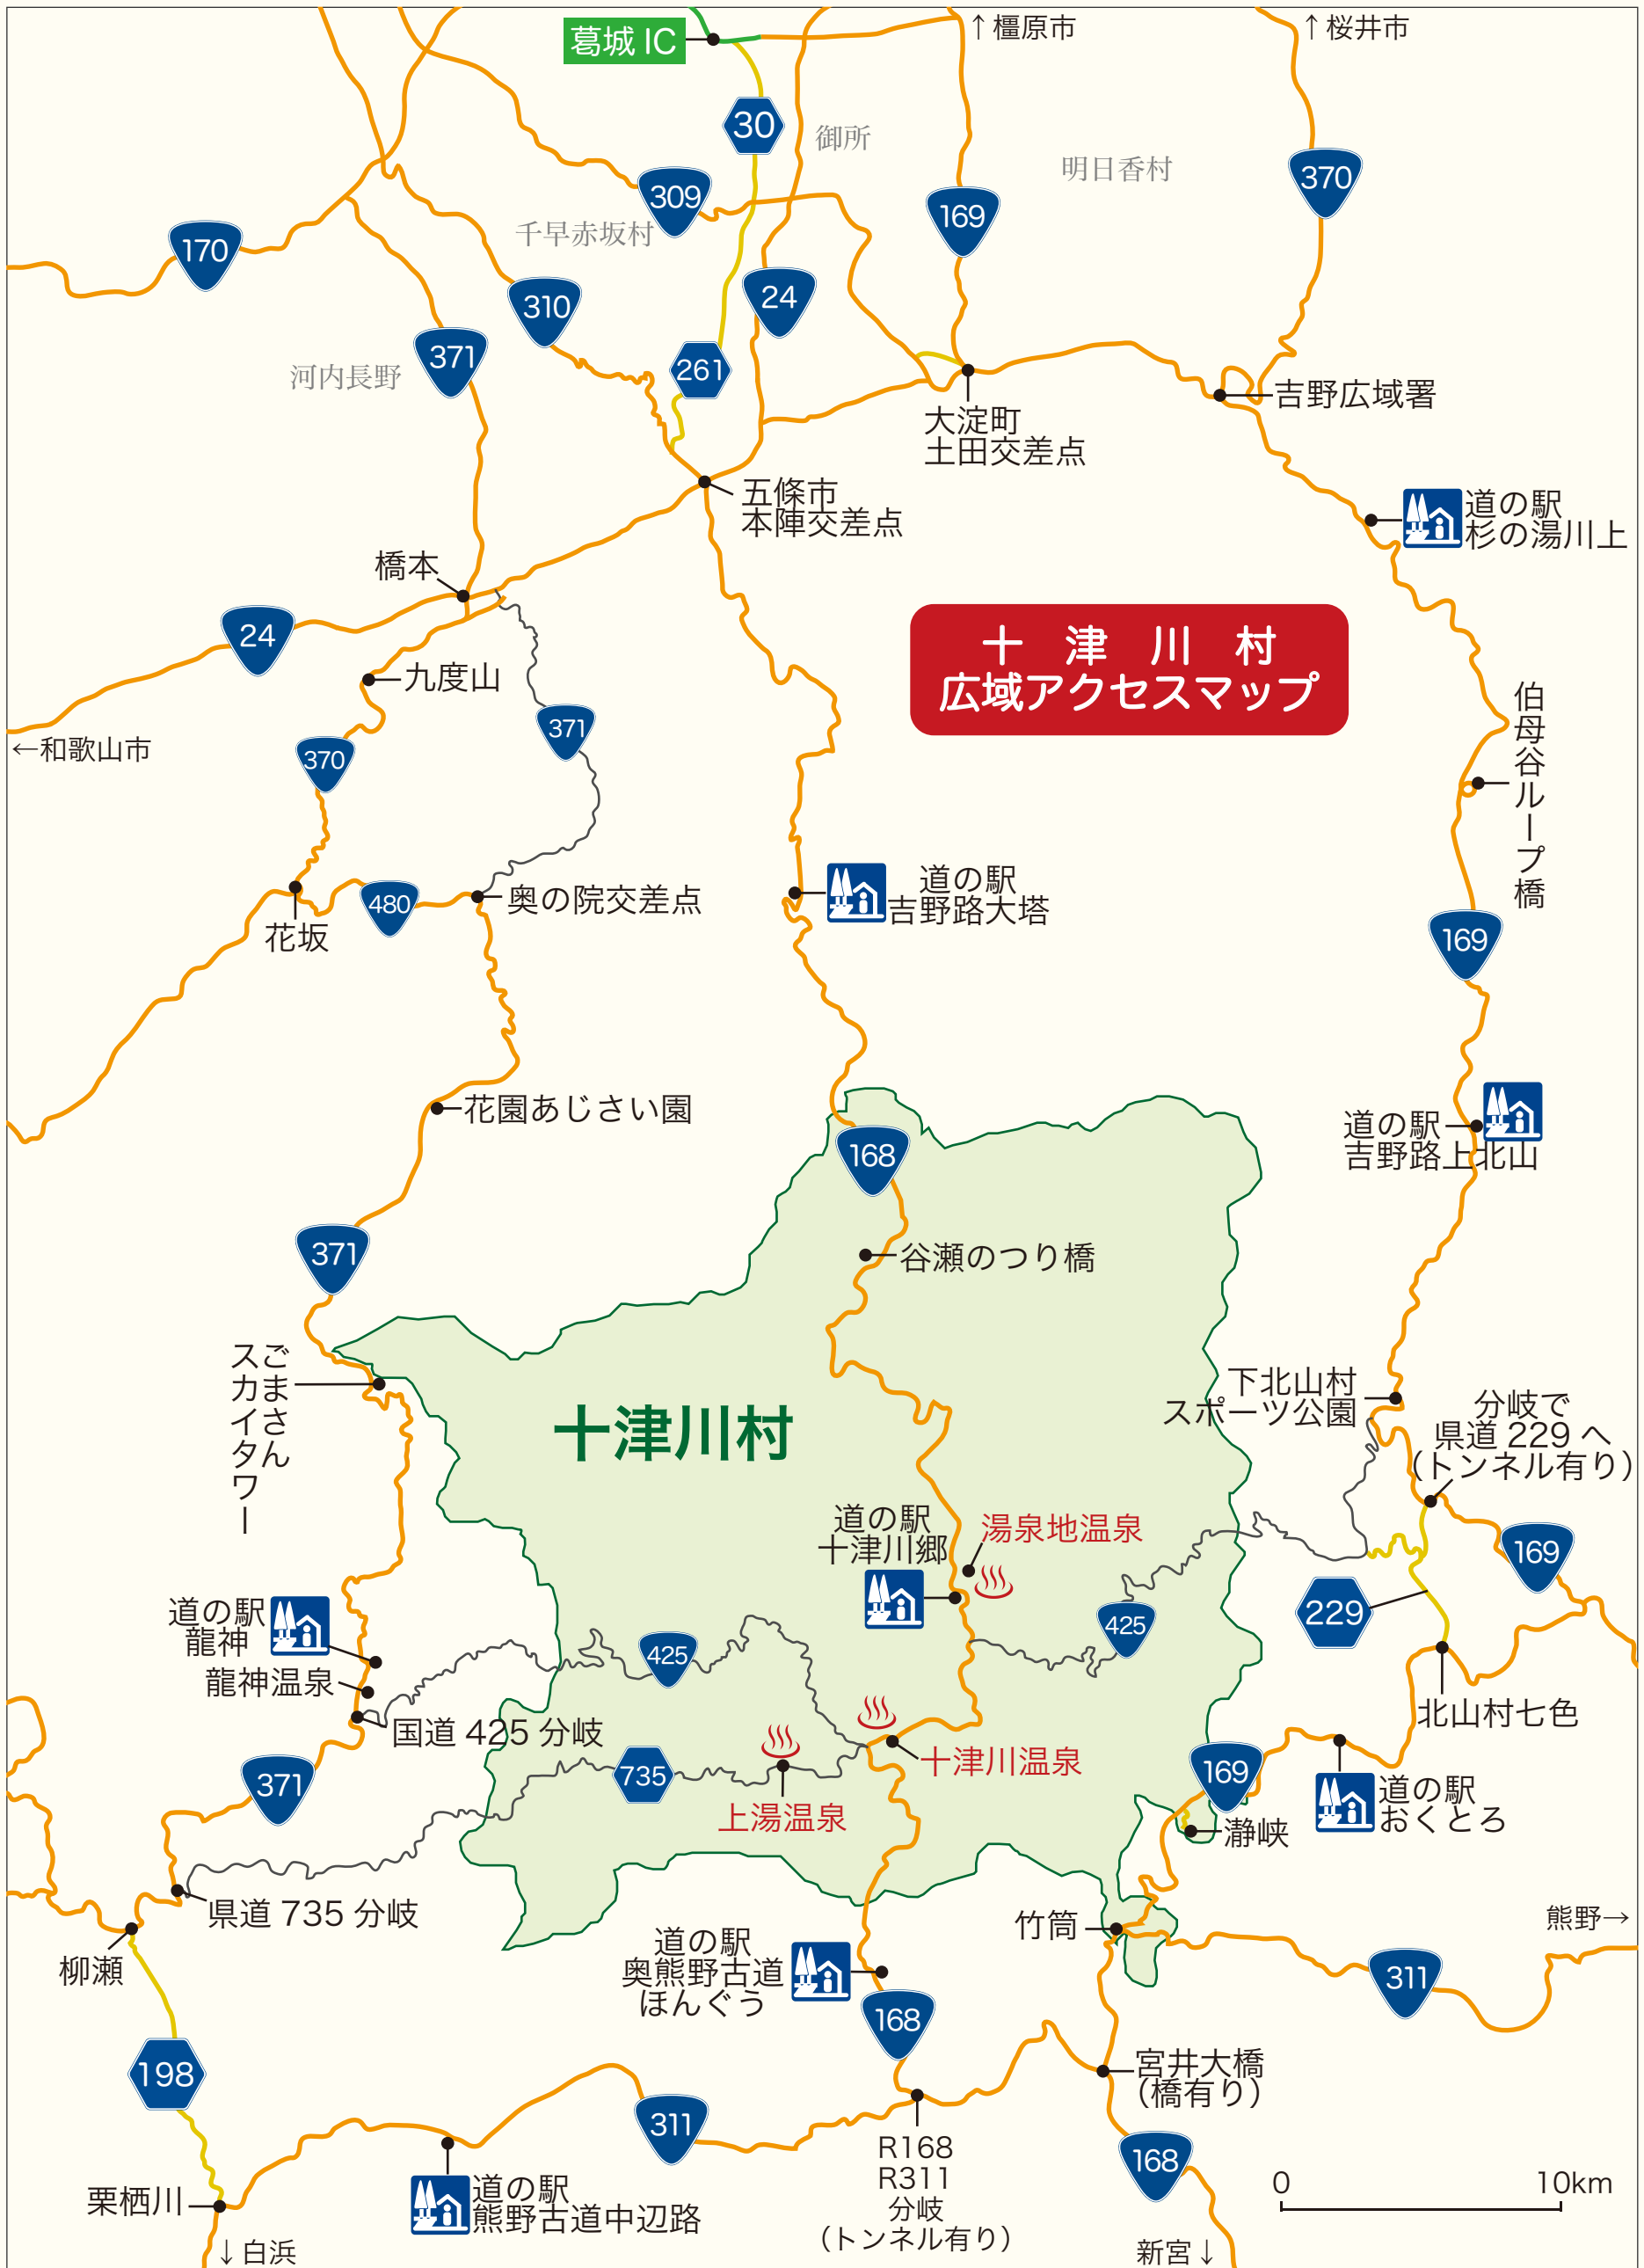 葛城 IC
↑橿原市
↑桜井市
30
御所
明日香村
370
309
169
千早赤坂村
170
310
24
371
261
河内長野
吉野広域署
大淀町
土田交差点
五條市
本陣交差点
道の駅
杉の湯川上
橋本
24
十津川村
広域アクセスマップ
九度山
伯母谷ループ橋
371
←和歌山市
370
道の駅
吉野路大塔
480
奥の院交差点
花坂
169
花園あじさい園
道の駅
吉野路上北山
168
371
谷瀬のつり橋
ごまさん
スカイタワー
下北山村
スポーツ公園
分岐で
県道 229 へ
（トンネル有り）
十津川村
道の駅
十津川郷
湯泉地温泉
169
229
425
道の駅
龍神
425
龍神温泉
国道 425 分岐
北山村七色
十津川温泉
371
735
169
上湯温泉
道の駅
おくとろ
瀞峡
県道 735 分岐
竹筒
熊野→
道の駅
奥熊野古道
ほんぐう
柳瀬
311
168
198
宮井大橋
（橋有り）
311
R168
R311
分岐
（トンネル有り）
168
0
10km
栗栖川
道の駅
熊野古道中辺路
↓白浜
新宮↓